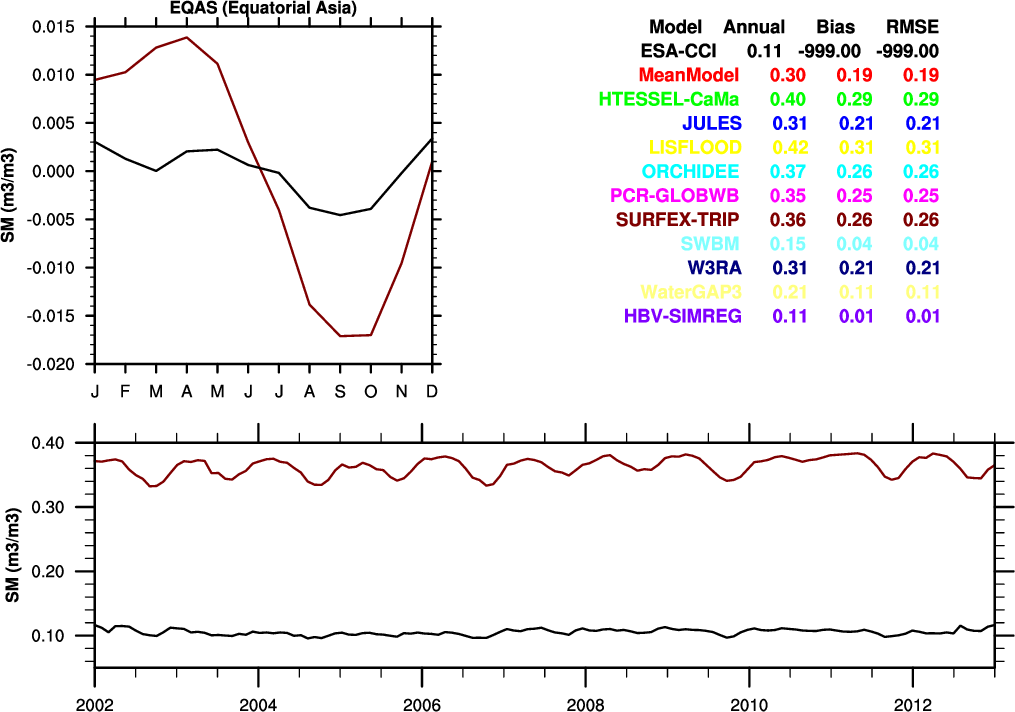 EQAS (Equatorial Asia)
0.015
0.010
0.005
0.000
-0.005
-0.010
-0.015
-0.020
SM (m3/m3)
J F M A M J J A S O N D
Model Annual Bias RMSE
ESA-CCI 0.11 -999.00 -999.00
MeanModel 0.30 0.19 0.19
HTESSEL-CaMa 0.40 0.29 0.29
JULES 0.31 0.21 0.21
LISFLOOD 0.42 0.31 0.31
ORCHIDEE 0.37 0.26 0.26
PCR-GLOBWB 0.35 0.25 0.25
SURFEX-TRIP 0.36 0.26 0.26
SWBM 0.15 0.04 0.04
W3RA 0.31 0.21 0.21
WaterGAP3 0.21 0.11 0.11
HBV-SIMREG 0.11 0.01 0.01
0.40
0.30
0.20
0.10
SM (m3/m3)
2002 2004 2006 2008 2010 2012